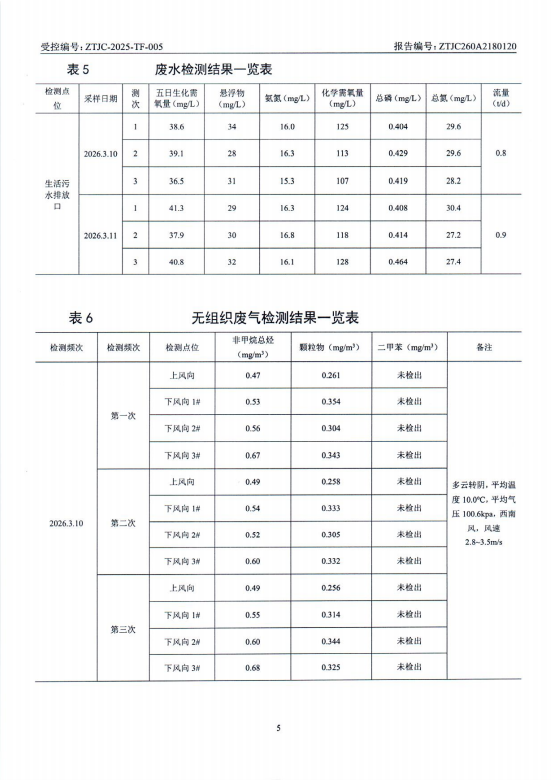 受控编号：ZTJC-2025-TF-005 报告编号：ZTJC260A2180120
表 5 废水检测结果一览表
检测点位 采样日期 测次 五日生化需氧量（mg/L） 悬浮物（mg/L） 氨氮（mg/L） 化学需氧量（mg/L） 总磷（mg/L） 总氮（mg/L） 流量（t/d）
生活污水排放口 2026.3.10 1 38.6 34 16.0 125 0.404 29.6 0.8
2 39.1 28 16.3 113 0.429 29.6
3 36.5 31 15.3 107 0.419 28.2
2026.3.11 1 41.3 29 16.3 124 0.408 30.4 0.9
2 37.9 30 16.8 118 0.414 27.2
3 40.8 32 16.1 128 0.464 27.4
表 6 无组织废气检测结果一览表
检测频次 检测频次 检测点位 非甲烷总烃（mg/m³） 颗粒物（mg/m³） 二甲苯（mg/m³） 备注
2026.3.10 第一次 上风向 0.47 0.261 未检出 多云转阴，平均温度 10.0℃，平均气压 100.6kpa，西南风，风速 2.8~3.5m/s
下风向 1# 0.53 0.354 未检出
下风向 2# 0.56 0.304 未检出
下风向 3# 0.67 0.343 未检出
第二次 上风向 0.49 0.258 未检出
下风向 1# 0.54 0.333 未检出
下风向 2# 0.52 0.305 未检出
下风向 3# 0.60 0.332 未检出
第三次 上风向 0.49 0.256 未检出
下风向 1# 0.55 0.314 未检出
下风向 2# 0.60 0.344 未检出
下风向 3# 0.68 0.325 未检出
5